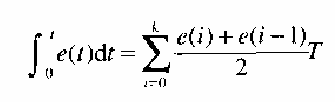 ∫₀ᵗ e(t)dt = ∑ᵢ₌₀ᵏ (e(i) + e(i − 1))/2 T